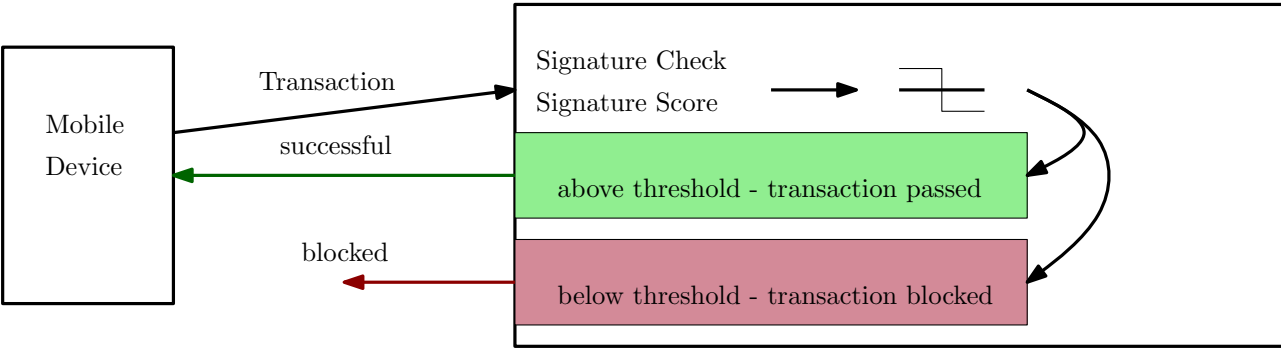 Mobile
Device
Transaction
successful
blocked
Signature Check
Signature Score
above threshold - transaction passed
below threshold - transaction blocked